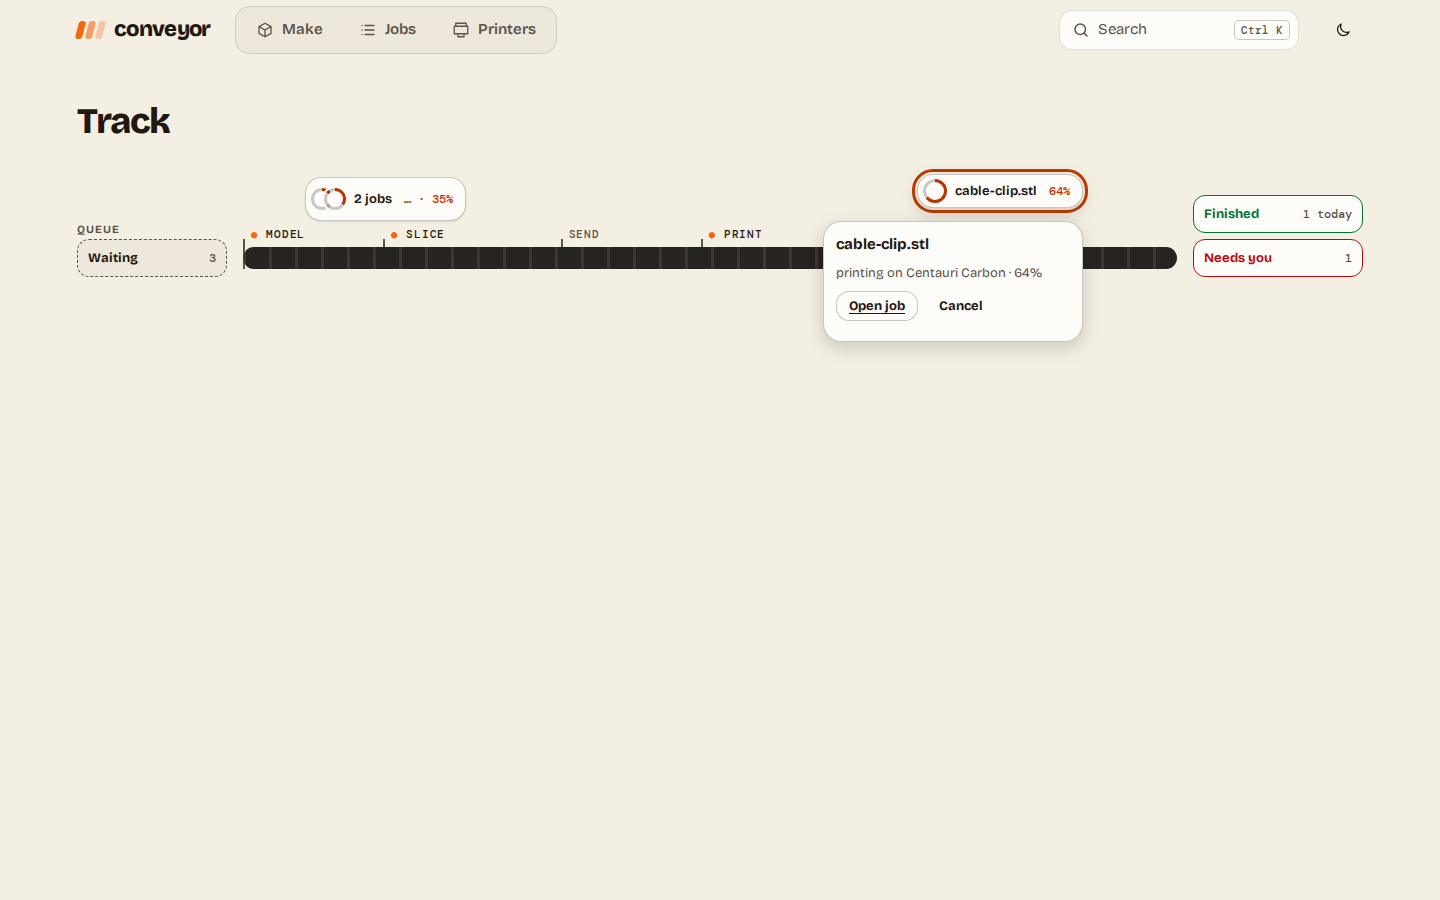 conveyor
Make
Jobs
Printers
Search
Ctrl K
Track
2 jobs … · 35%
cable-clip.stl 64%
QUEUE
Waiting 3
MODEL
SLICE
SEND
PRINT
Finished 1 today
Needs you 1
cable-clip.stl
printing on Centauri Carbon · 64%
Open job
Cancel